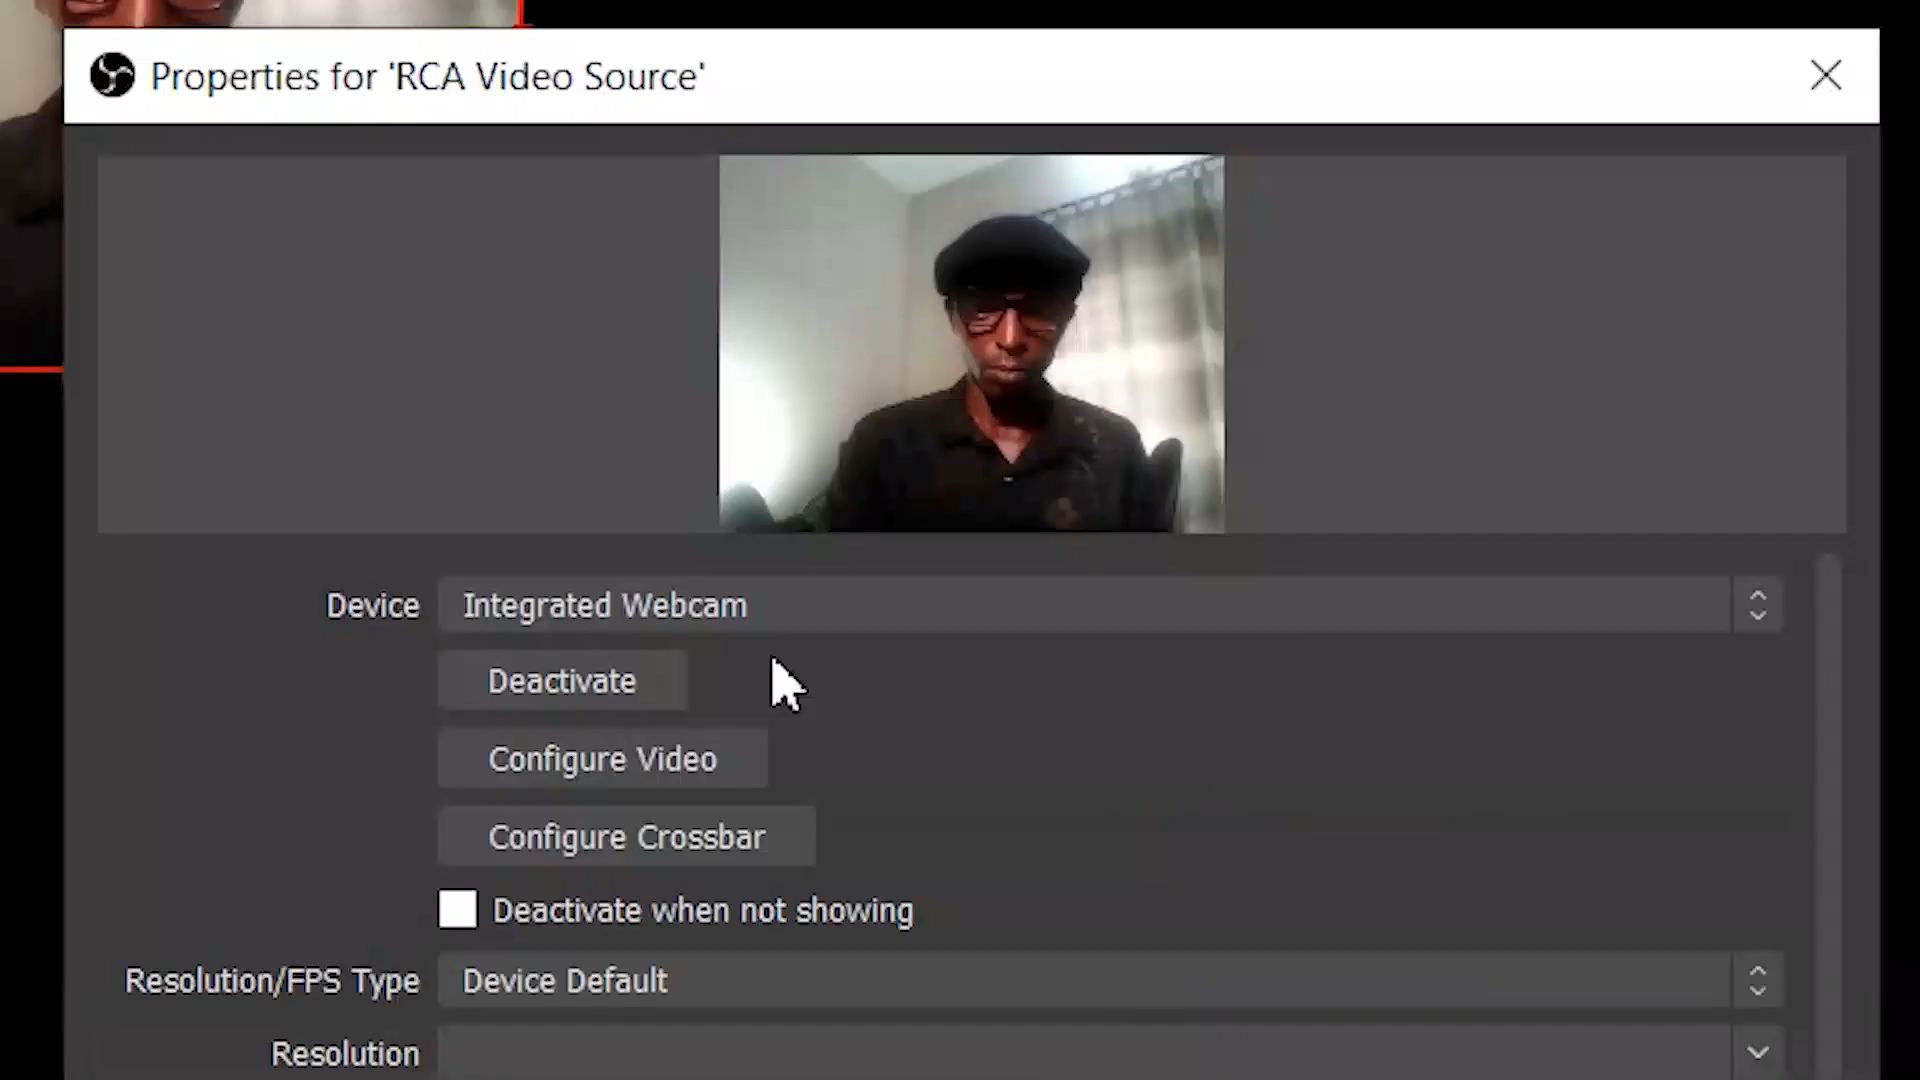 Properties for 'RCA Video Source'
Device Integrated Webcam
Deactivate
Configure Video
Configure Crossbar
Deactivate when not showing
Resolution/FPS Type Device Default
Resolution